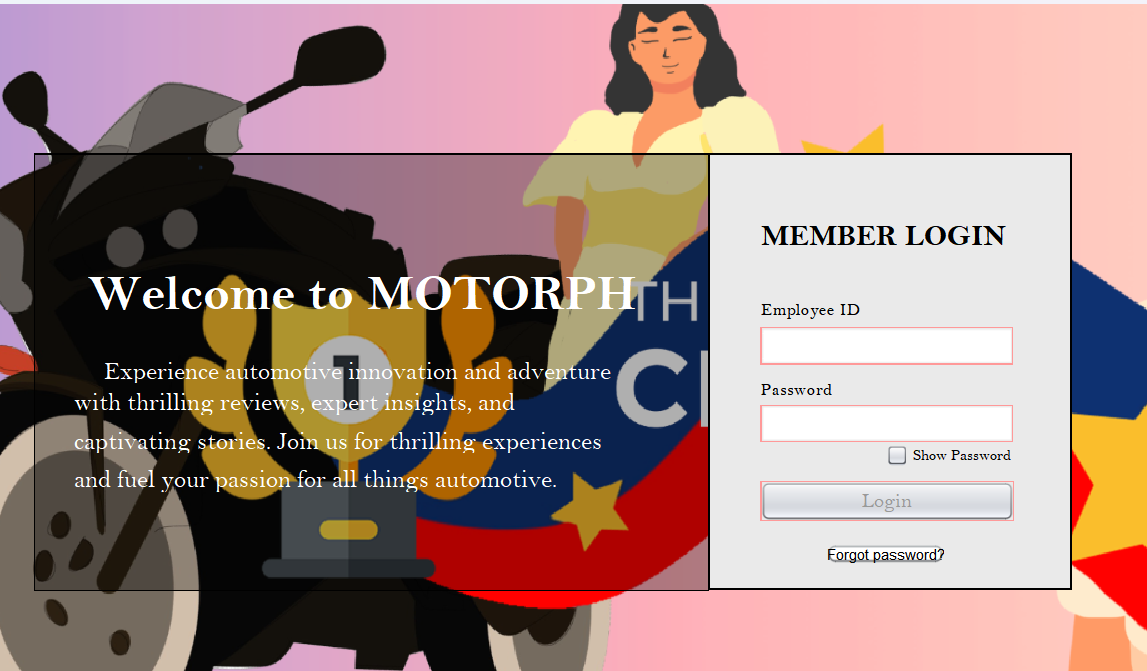 Welcome to MOTORPH
TH
C
Experience automotive innovation and adventure
with thrilling reviews, expert insights, and
captivating stories. Join us for thrilling experiences
and fuel your passion for all things automotive.
1
MEMBER LOGIN
Employee ID
Password
Show Password
Login
Forgot password?